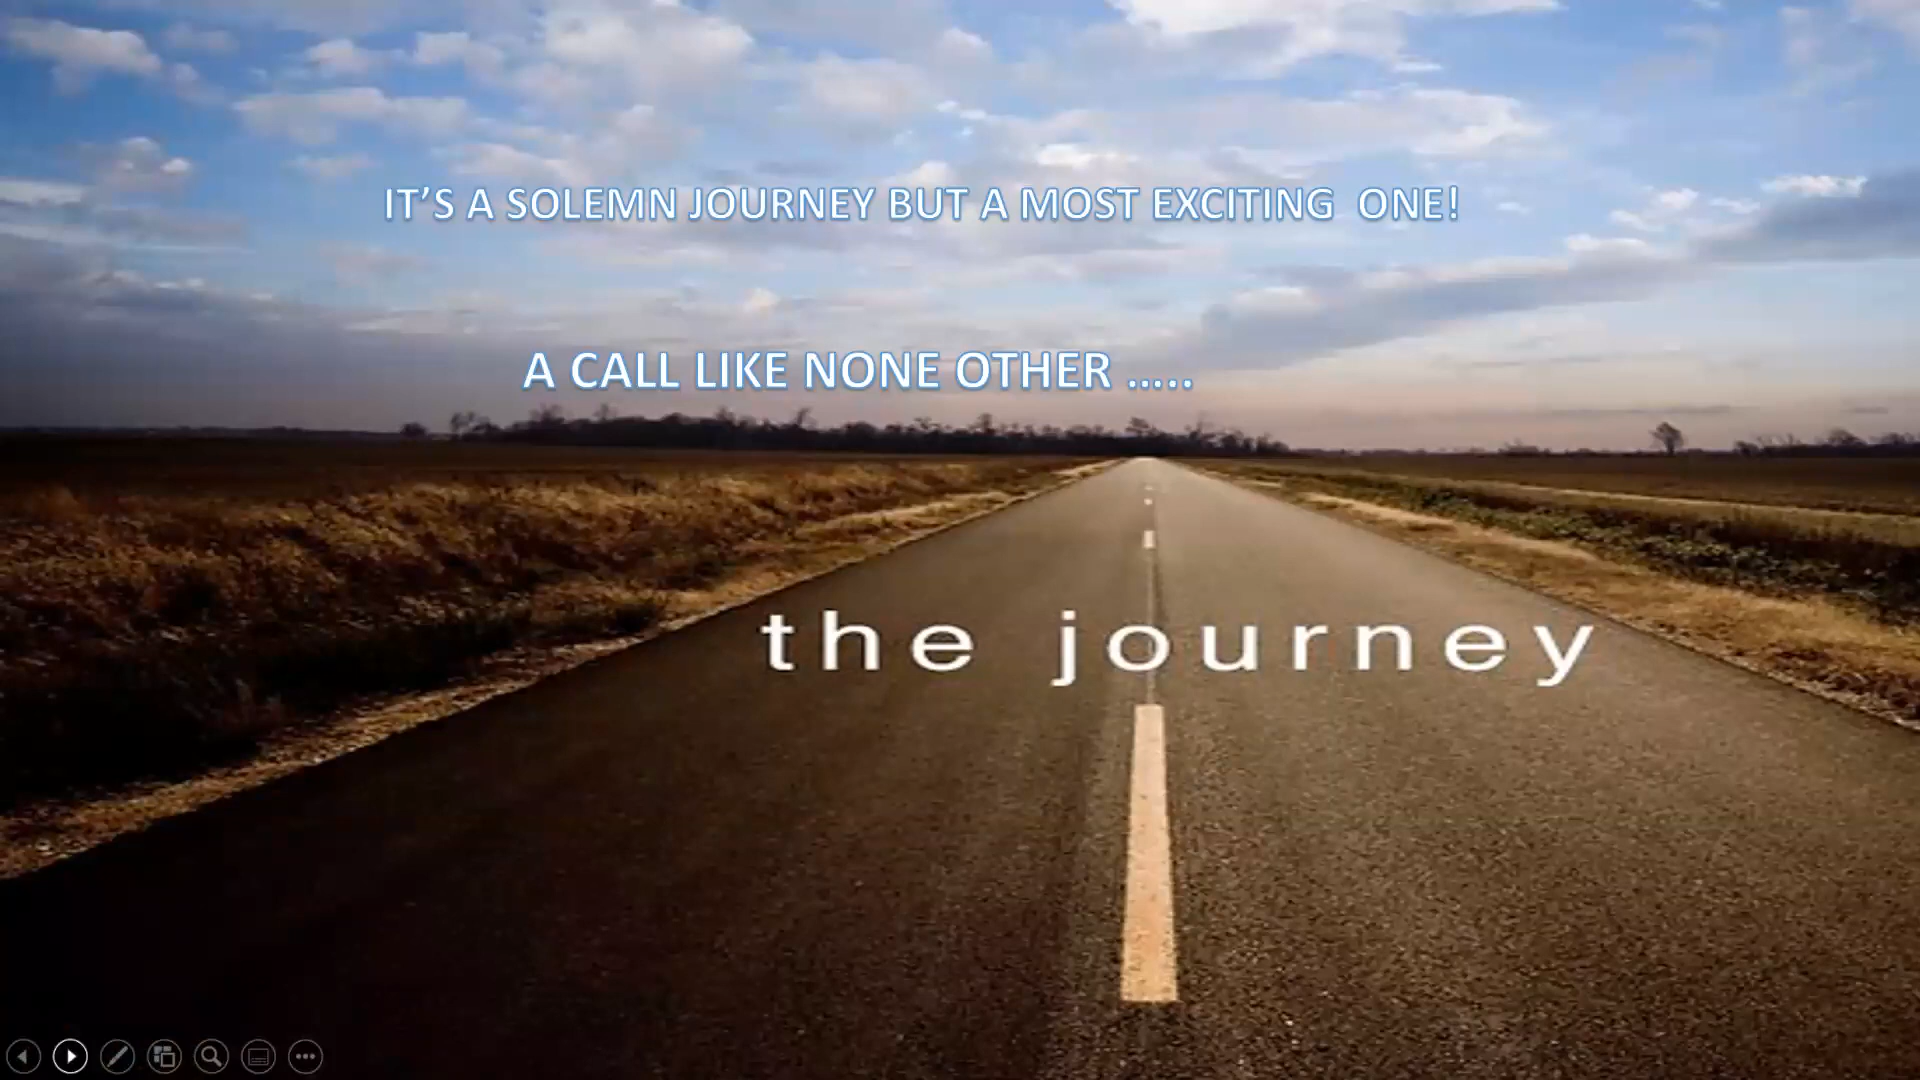 IT’S A SOLEMN JOURNEY BUT A MOST EXCITING  ONE!
A CALL LIKE NONE OTHER …..
the journey